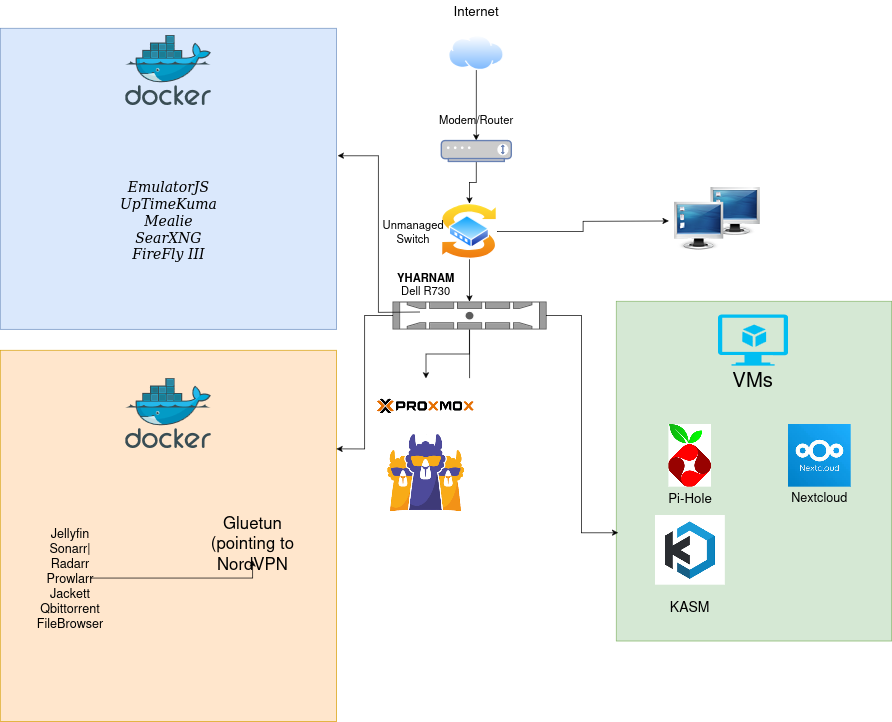 Internet
Modem/Router
Unmanaged
Switch
YHARNAM
Dell R730
docker
EmulatorJS
UpTimeKuma
Mealie
SearXNG
FireFly III
docker
Jellyfin
Sonarr|
Radarr
Prowlarr
Jackett
Qbittorrent
FileBrowser
Gluetun
(pointing to
NordVPN
PROXMOX
VMs
Pi-Hole
Nextcloud
Nextcloud
KASM